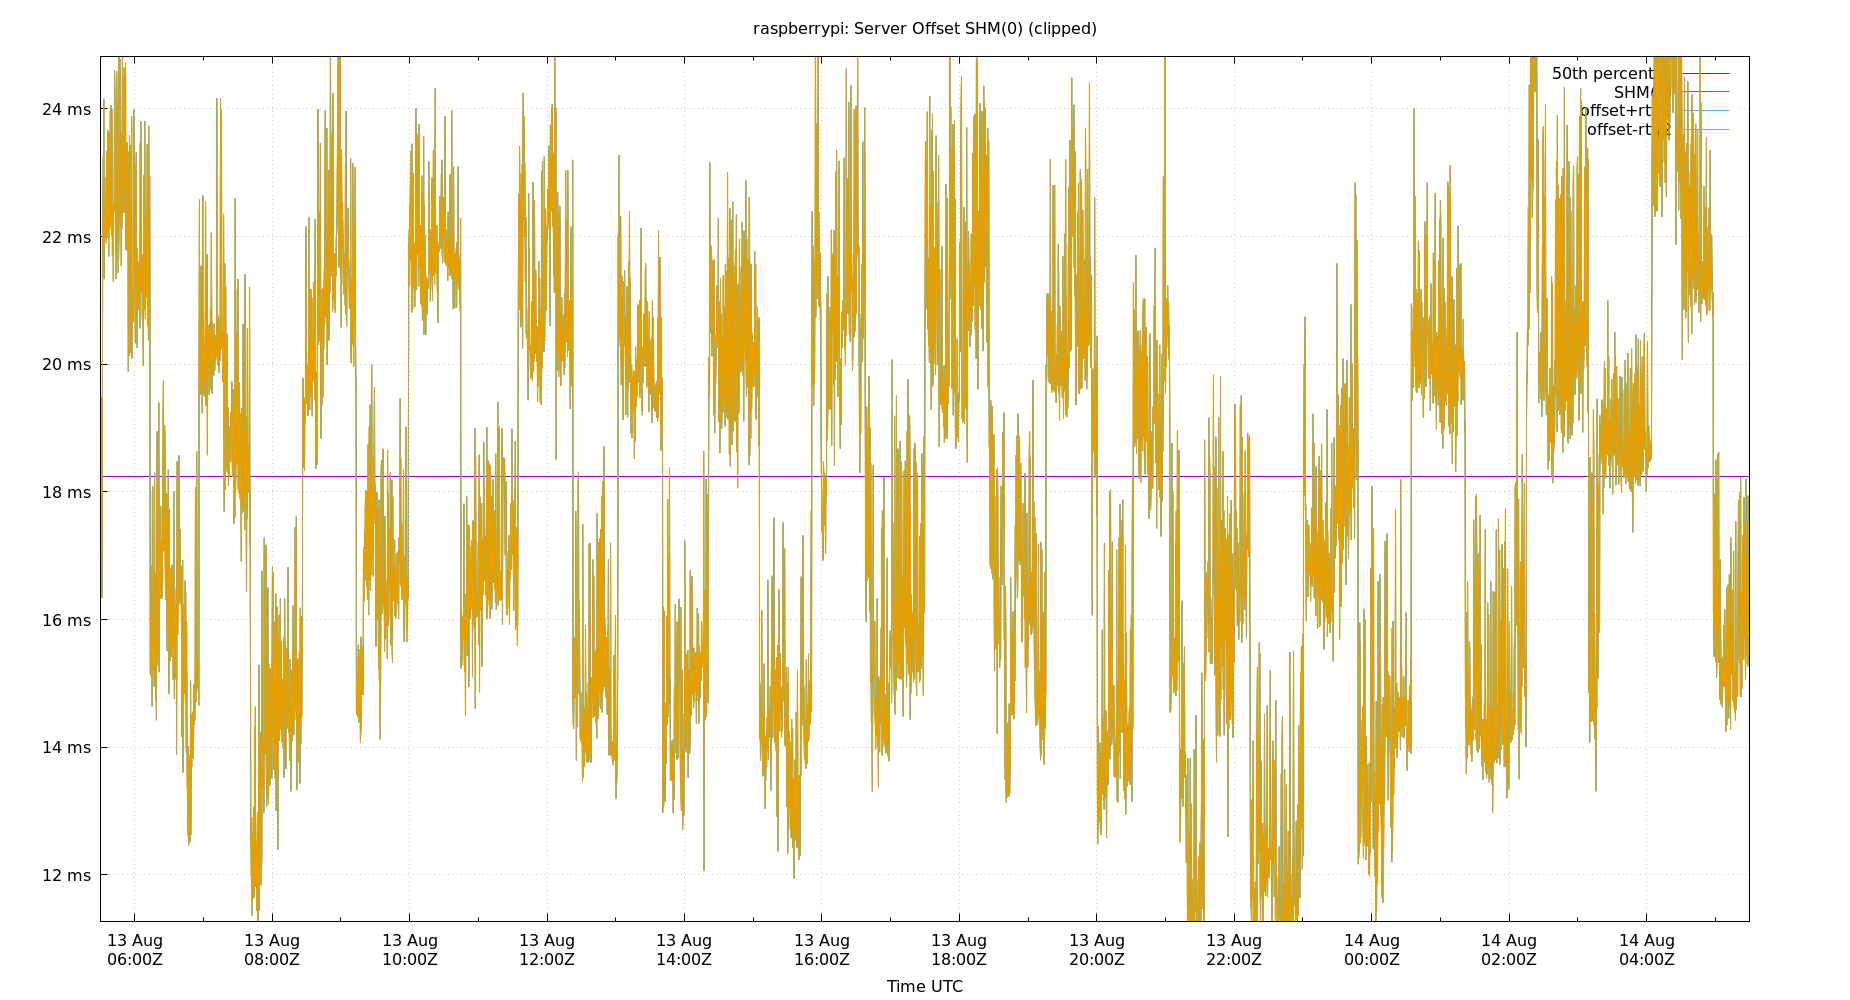 raspberrypi: Server Offset SHM(0) (clipped)
50th percent
SHM(
offset+rt
offset-rt 2
24 ms
22 ms
20 ms
18 ms
16 ms
14 ms
12 ms
13 Aug 13 Aug 13 Aug 13 Aug 13 Aug 13 Aug 13 Aug 13 Aug 13 Aug 14 Aug 14 Aug 14 Aug
06:00Z 08:00Z 10:00Z 12:00Z 14:00Z 16:00Z 18:00Z 20:00Z 22:00Z 00:00Z 02:00Z 04:00Z
Time UTC